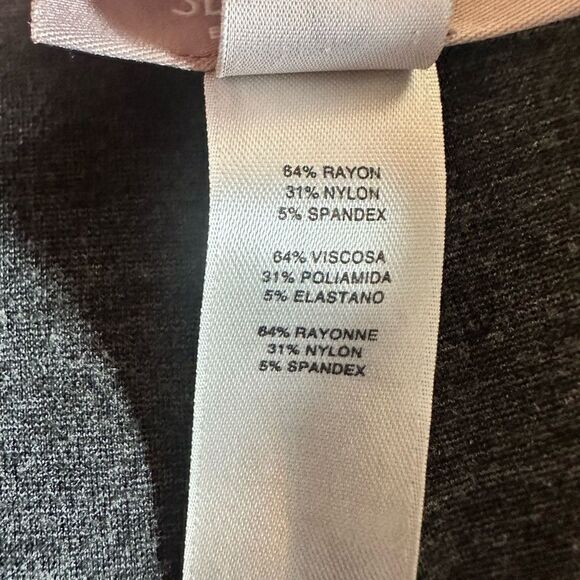 64% RAYON
31% NYLON
5% SPANDEX
64% VISCOSA
31% POLIAMIDA
5% ELASTANO
64% RAYONNE
31% NYLON
5% SPANDEX